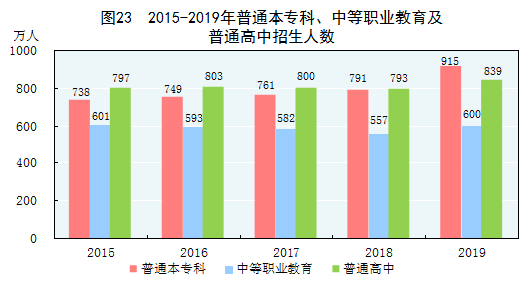 图23 2015-2019年普通本专科、中等职业教育及
普通高中招生人数
万人
1000
800
600
400
200
0
738 601 797
749 593 803
761 582 800
791 557 793
915 600 839
2015 2016 2017 2018 2019
普通本专科 中等职业教育 普通高中